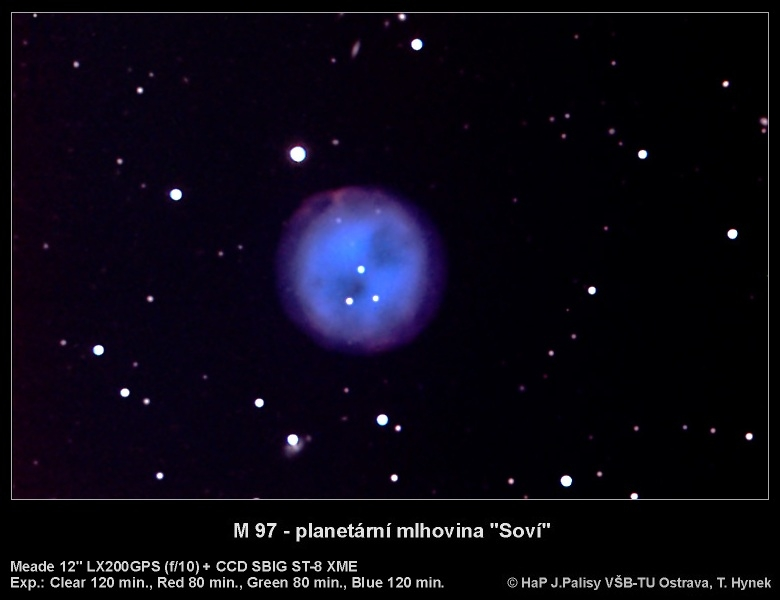 M 97 - planetární mlhovina "Soví"
Meade 12" LX200GPS (f/10) + CCD SBIG ST-8 XME
Exp.: Clear 120 min., Red 80 min., Green 80 min., Blue 120 min.
© HaP J.Palisy VŠB-TU Ostrava, T. Hynek